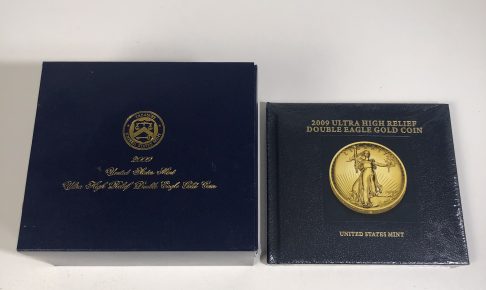 2009
United States Mint
Ultra High Relief Double Eagle Gold Coin
2009 ULTRA HIGH RELIEF
DOUBLE EAGLE GOLD COIN
UNITED STATES MINT